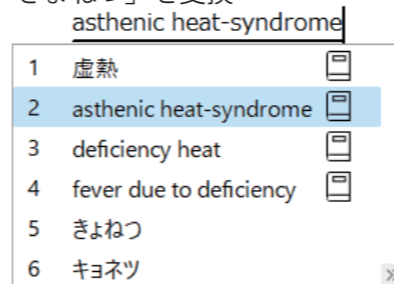 きょねつ」を変換
asthenic heat-syndrome
1 虚熱
2 asthenic heat-syndrome
3 deficiency heat
4 fever due to deficiency
5 きょねつ
6 キョネツ
»